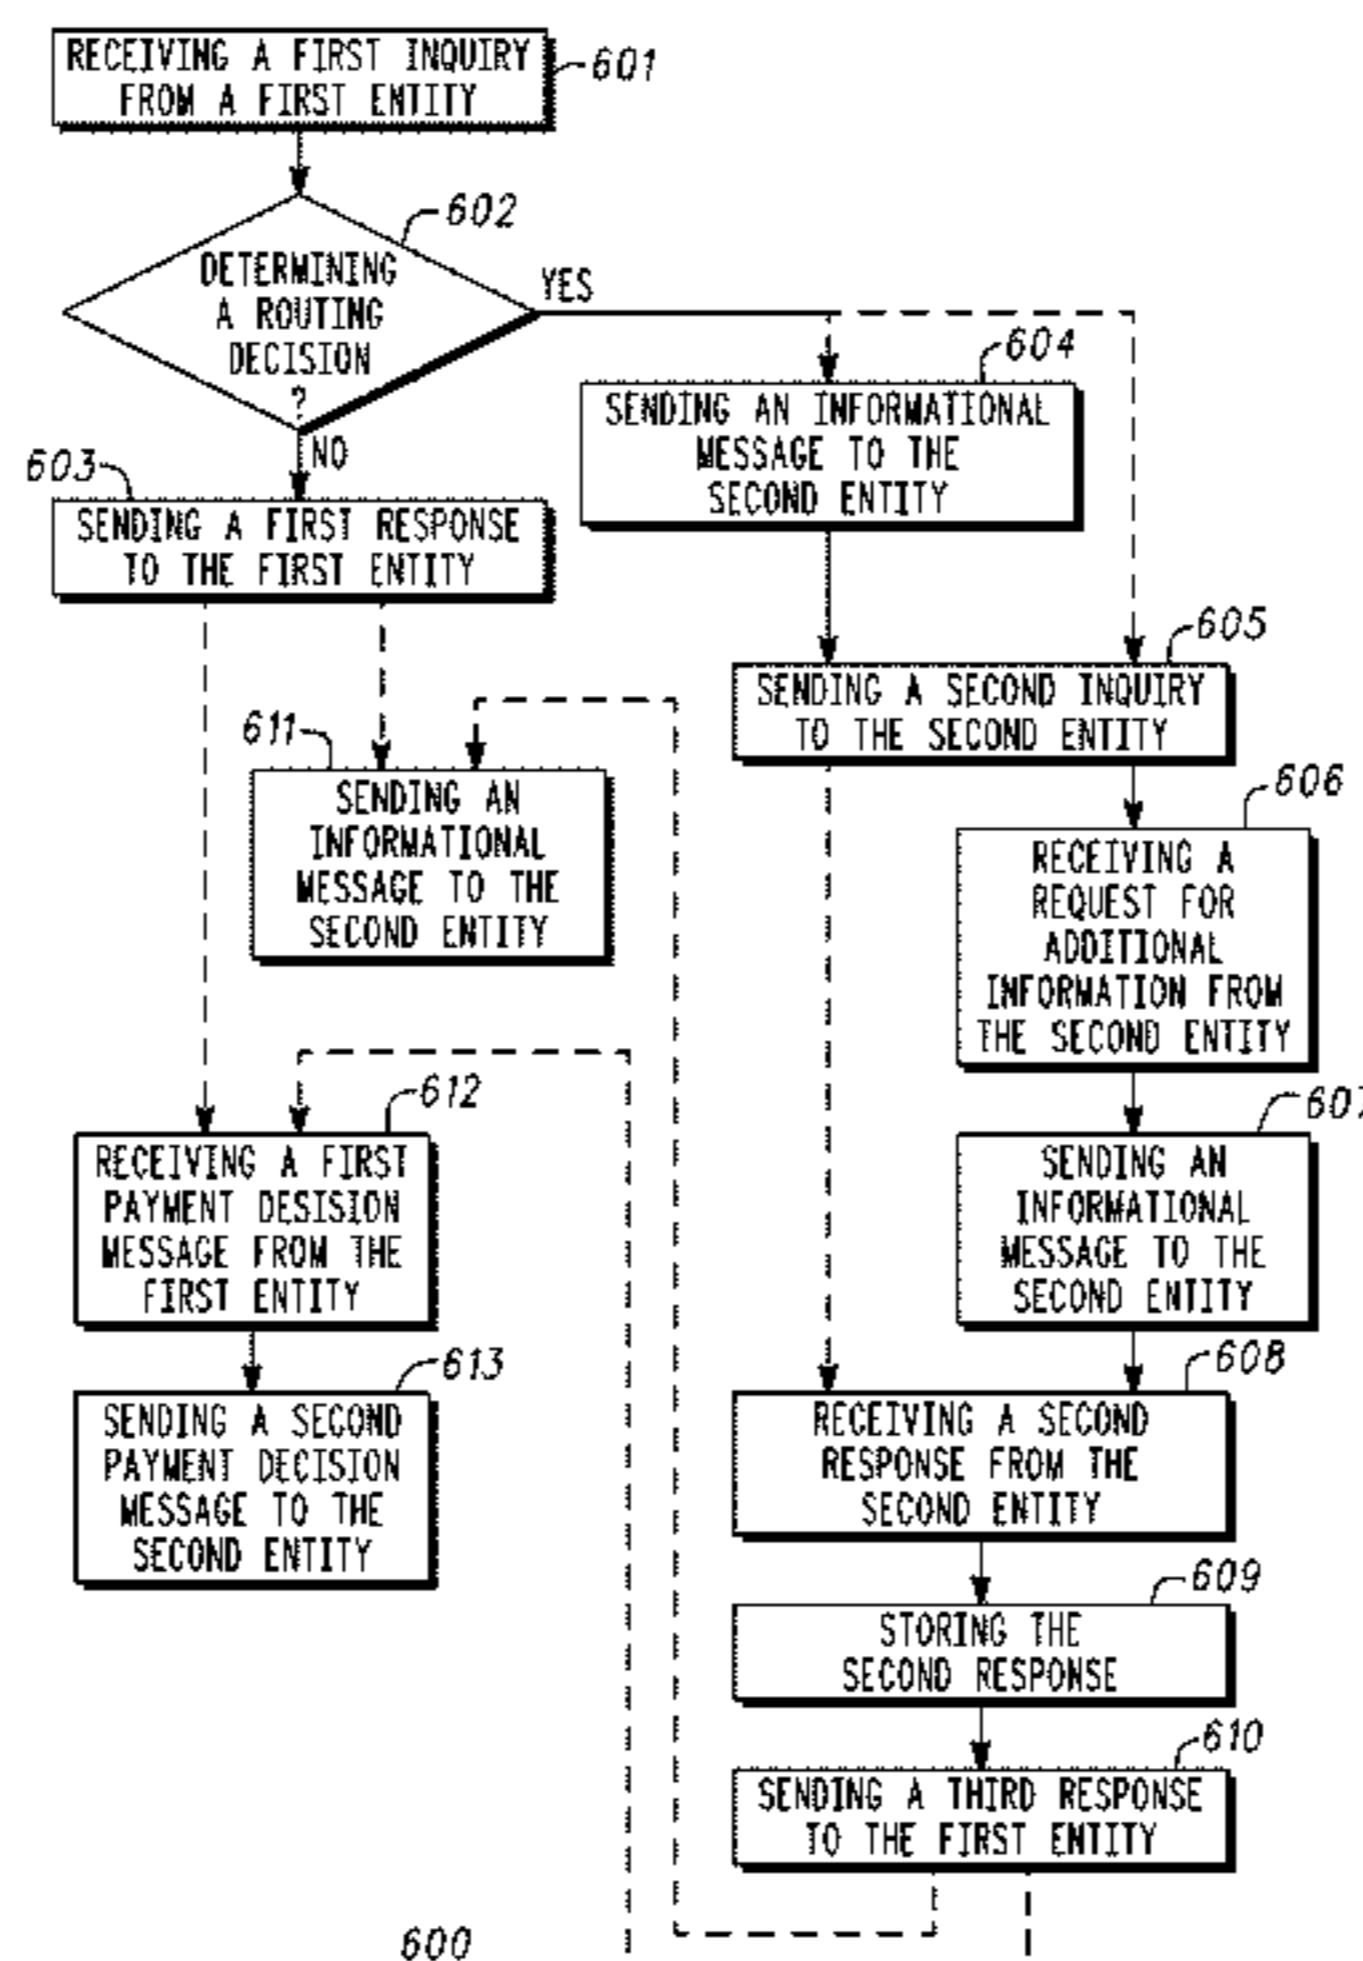 RECEIVING A FIRST INQUIRY
FROM A FIRST ENTITY
601
602
DETERMINING
A ROUTING
DECISION
?
YES
NO
603
SENDING A FIRST RESPONSE
TO THE FIRST ENTITY
604
SENDING AN INFORMATIONAL
MESSAGE TO THE
SECOND ENTITY
605
SENDING A SECOND INQUIRY
TO THE SECOND ENTITY
611
SENDING AN
INFORMATIONAL
MESSAGE TO THE
SECOND ENTITY
606
RECEIVING A
REQUEST FOR
ADDITIONAL
INFORMATION FROM
THE SECOND ENTITY
612
RECEIVING A FIRST
PAYMENT DESISION
MESSAGE FROM THE
FIRST ENTITY
607
SENDING AN
INFORMATIONAL
MESSAGE TO THE
SECOND ENTITY
613
SENDING A SECOND
PAYMENT DECISION
MESSAGE TO THE
SECOND ENTITY
608
RECEIVING A SECOND
RESPONSE FROM THE
SECOND ENTITY
609
STORING THE
SECOND RESPONSE
610
SENDING A THIRD RESPONSE
TO THE FIRST ENTITY
600